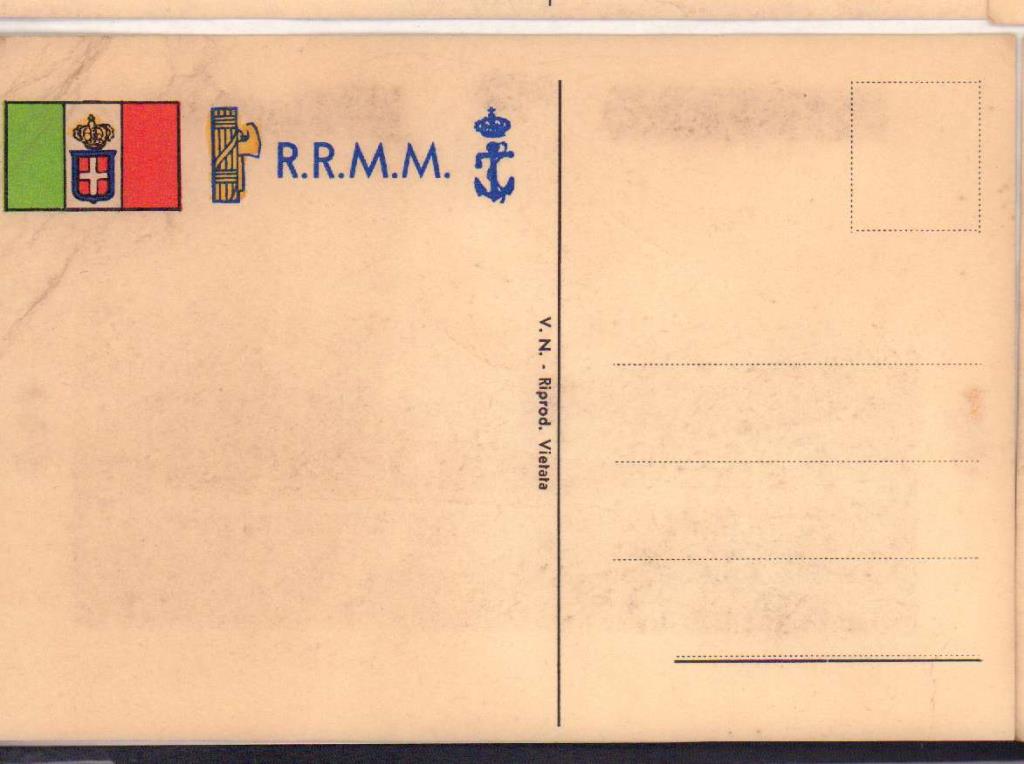 R.R.M.M.
V. N. - Riprod. Vietata